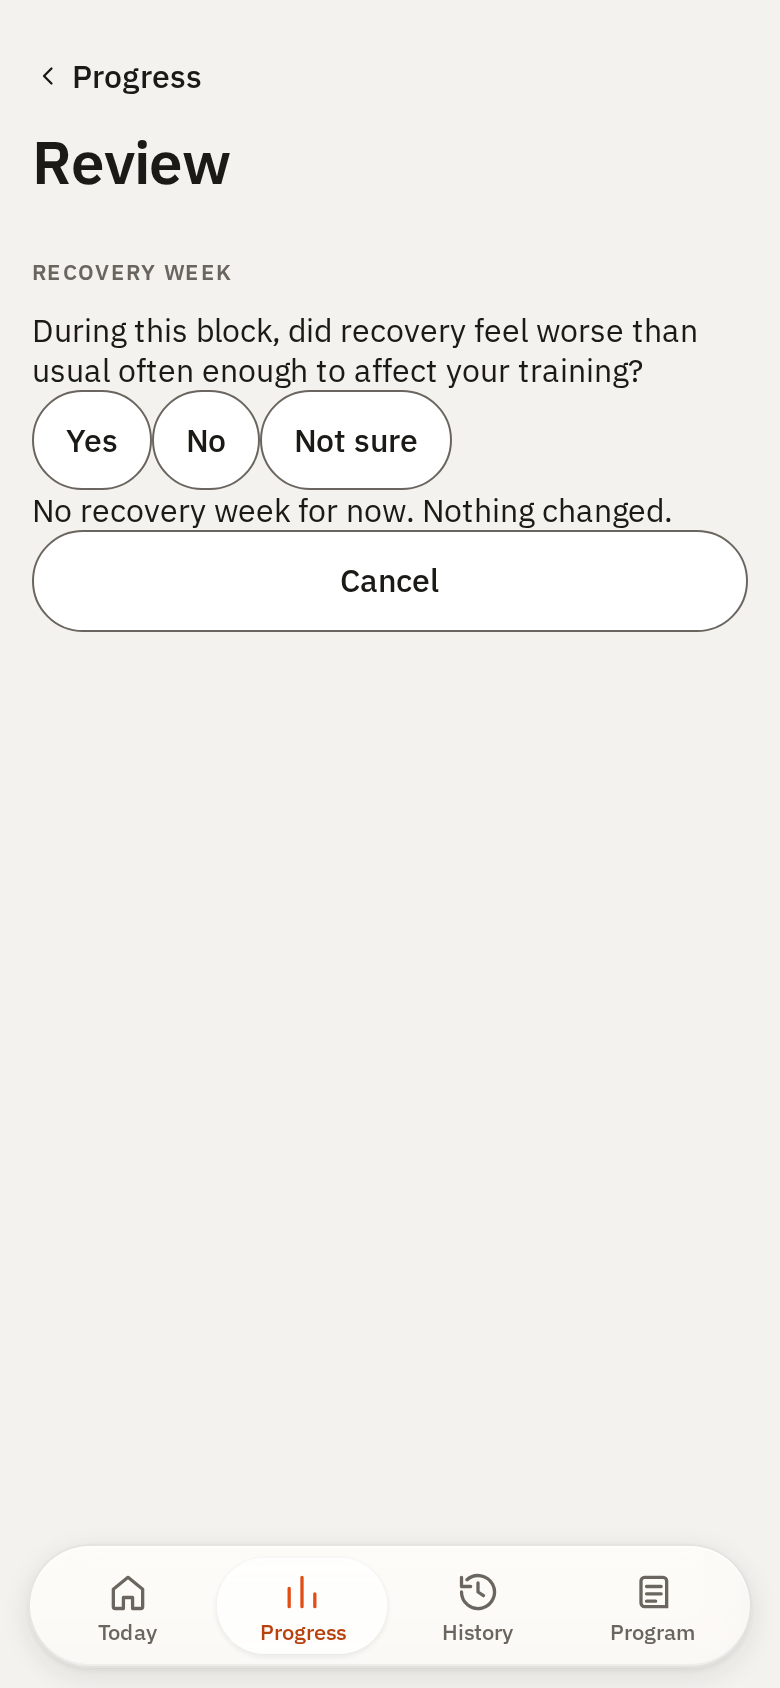 Progress
Review
RECOVERY WEEK
During this block, did recovery feel worse than
usual often enough to affect your training?
Yes No Not sure
No recovery week for now. Nothing changed.
Cancel
Today Progress History Program